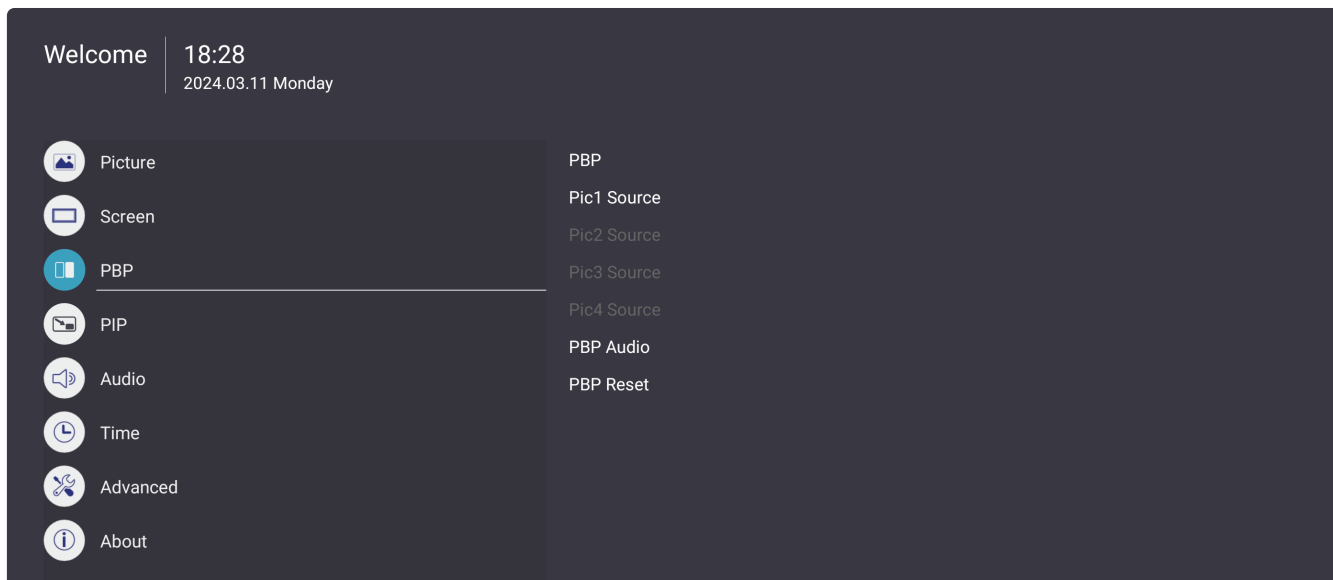 Welcome
18:28
2024.03.11 Monday
Picture
Screen
PBP
PIP
Audio
Time
Advanced
About
PBP
Pic1 Source
Pic2 Source
Pic3 Source
Pic4 Source
PBP Audio
PBP Reset